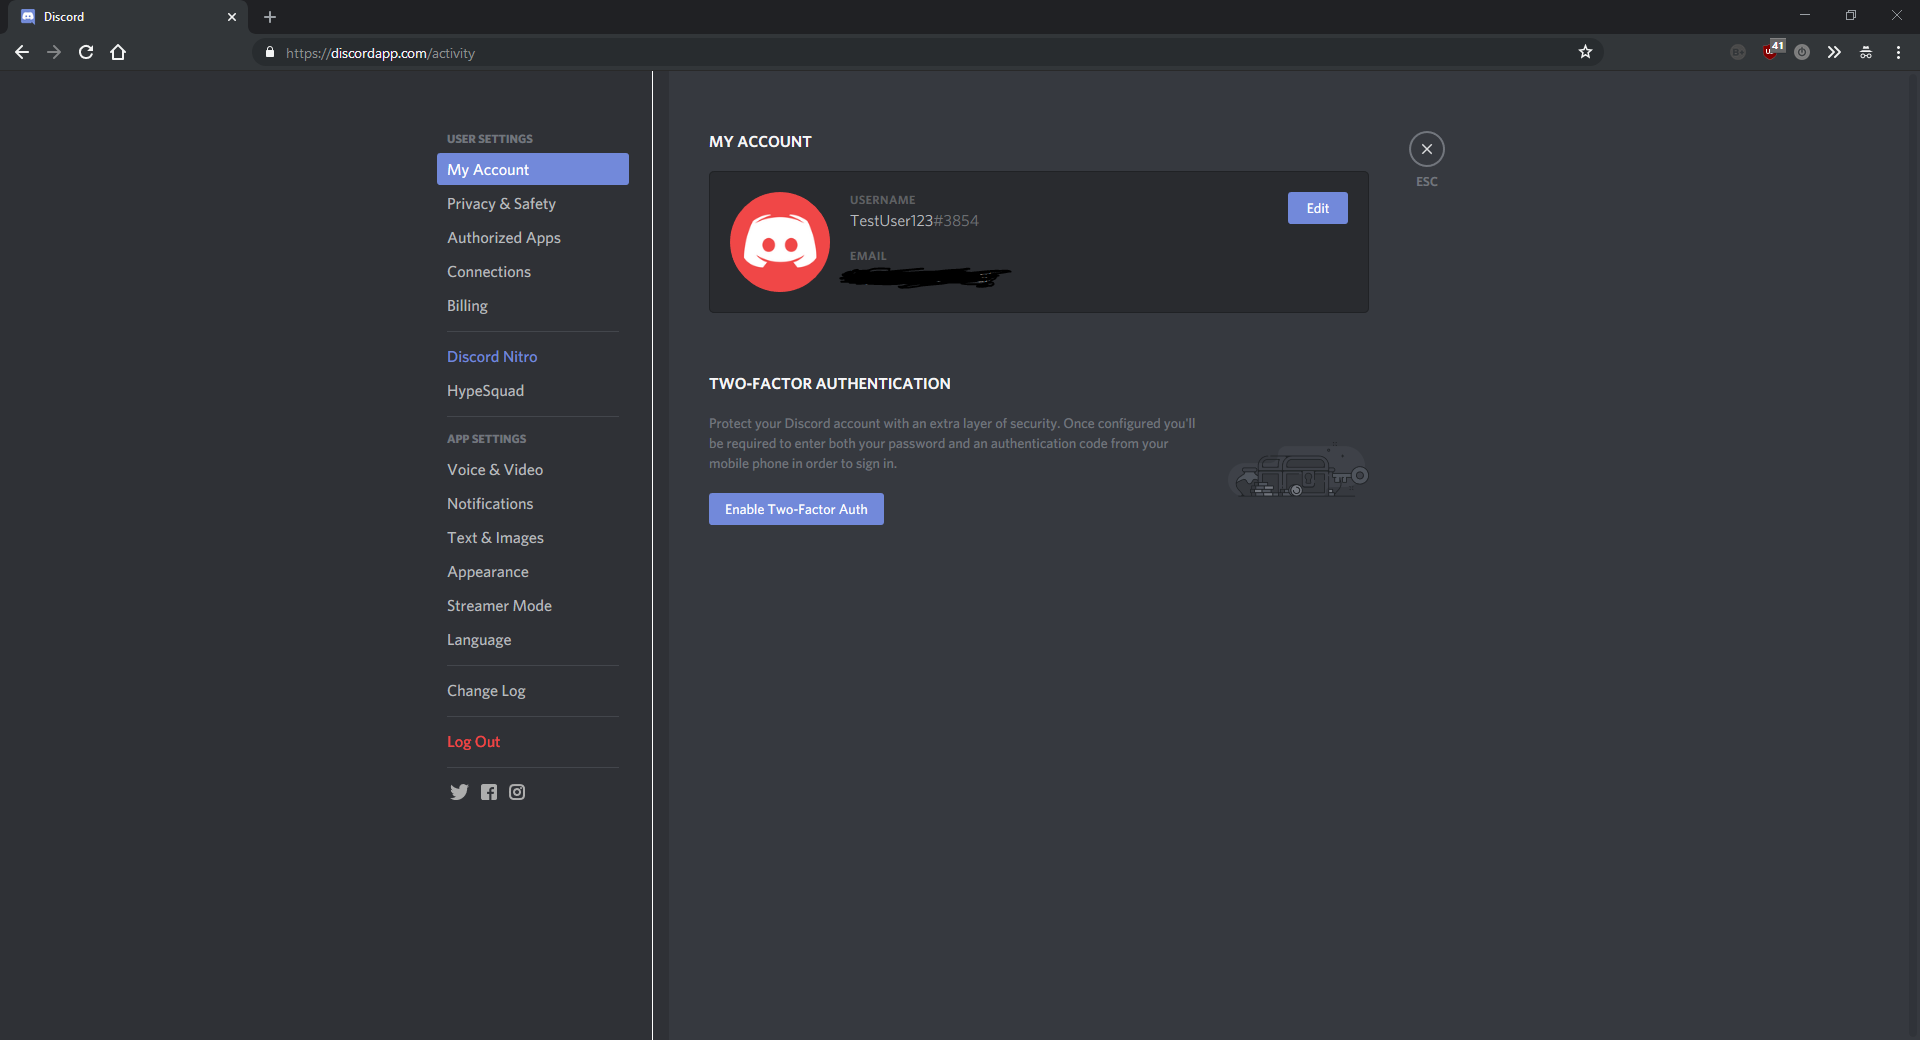 Discord
https://discordapp.com/activity
41
USER SETTINGS
My Account
Privacy & Safety
Authorized Apps
Connections
Billing
Discord Nitro
HypeSquad
APP SETTINGS
Voice & Video
Notifications
Text & Images
Appearance
Streamer Mode
Language
Change Log
Log Out
MY ACCOUNT
ESC
USERNAME
TestUser123#3854
Edit
EMAIL
TWO-FACTOR AUTHENTICATION
Protect your Discord account with an extra layer of security. Once configured you'll
be required to enter both your password and an authentication code from your
mobile phone in order to sign in.
Enable Two-Factor Auth